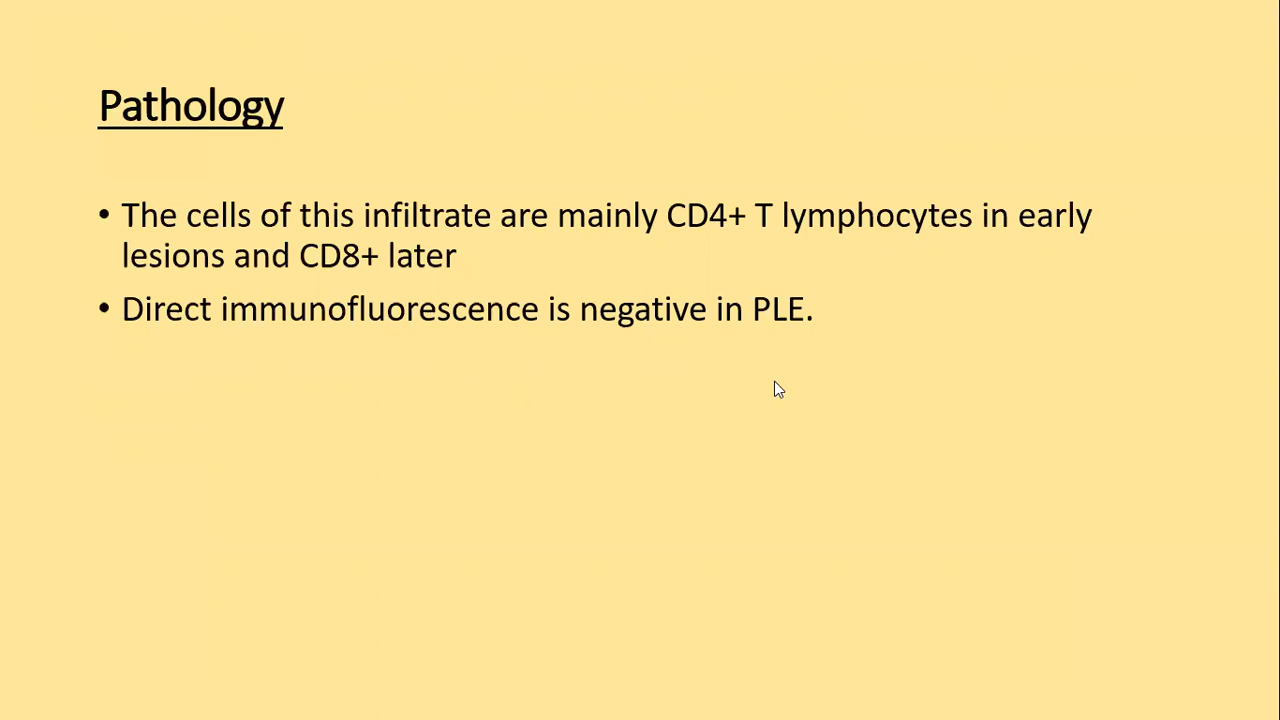 Pathology
• The cells of this infiltrate are mainly CD4+ T lymphocytes in early
lesions and CD8+ later
• Direct immunofluorescence is negative in PLE.